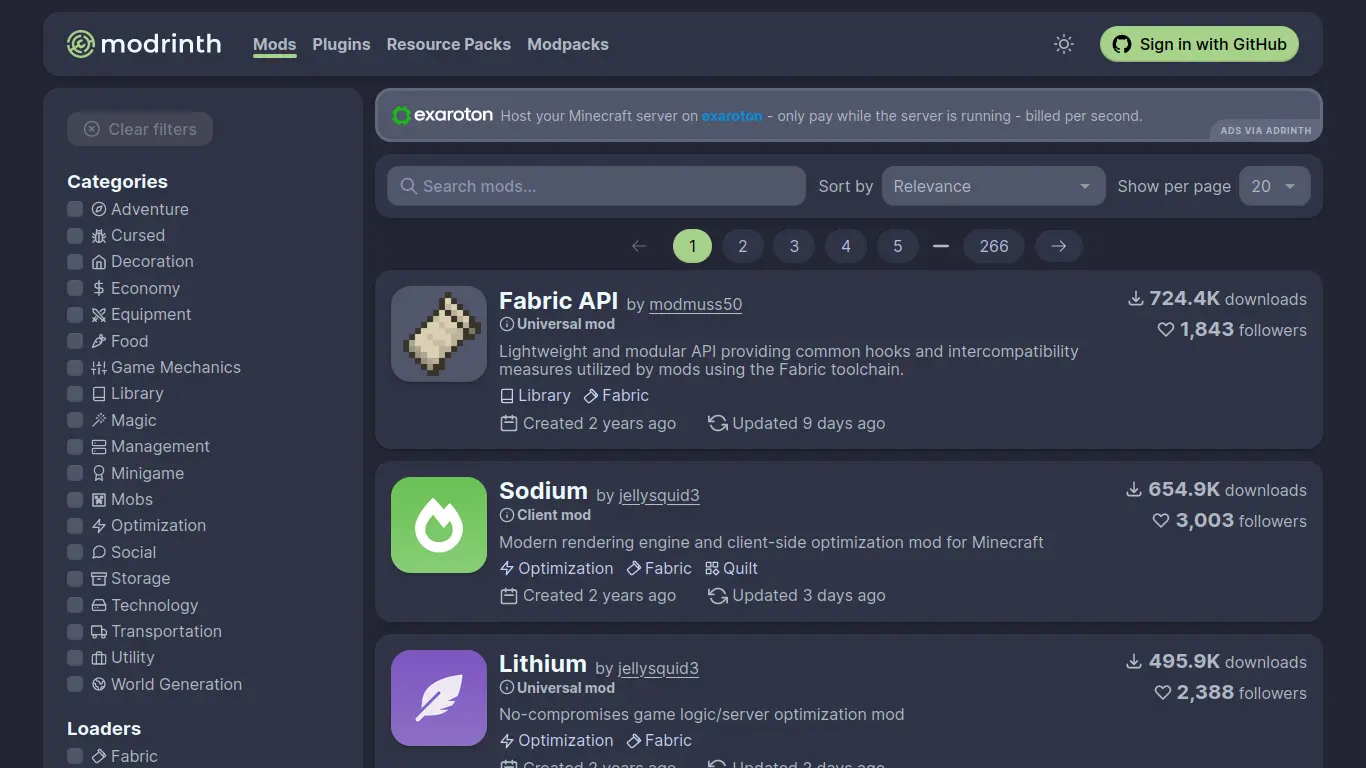 modrinth Mods Plugins Resource Packs Modpacks Sign in with GitHub
Clear filters
Categories
Adventure
Cursed
Decoration
Economy
Equipment
Food
Game Mechanics
Library
Magic
Management
Minigame
Mobs
Optimization
Social
Storage
Technology
Transportation
Utility
World Generation
Loaders
Fabric
exaroton Host your Minecraft server on exaroton - only pay while the server is running - billed per second.
ADS VIA ADRINTH
Search mods... Sort by Relevance Show per page 20
1 2 3 4 5 266
Fabric API by modmuss50
Universal mod
Lightweight and modular API providing common hooks and intercompatibility
measures utilized by mods using the Fabric toolchain.
Library Fabric
Created 2 years ago Updated 9 days ago
724.4K downloads
1,843 followers
Sodium by jellysquid3
Client mod
Modern rendering engine and client-side optimization mod for Minecraft
Optimization Fabric Quilt
Created 2 years ago Updated 3 days ago
654.9K downloads
3,003 followers
Lithium by jellysquid3
Universal mod
No-compromises game logic/server optimization mod
Optimization Fabric
Created 2 years ago Updated 2 days ago
495.9K downloads
2,388 followers